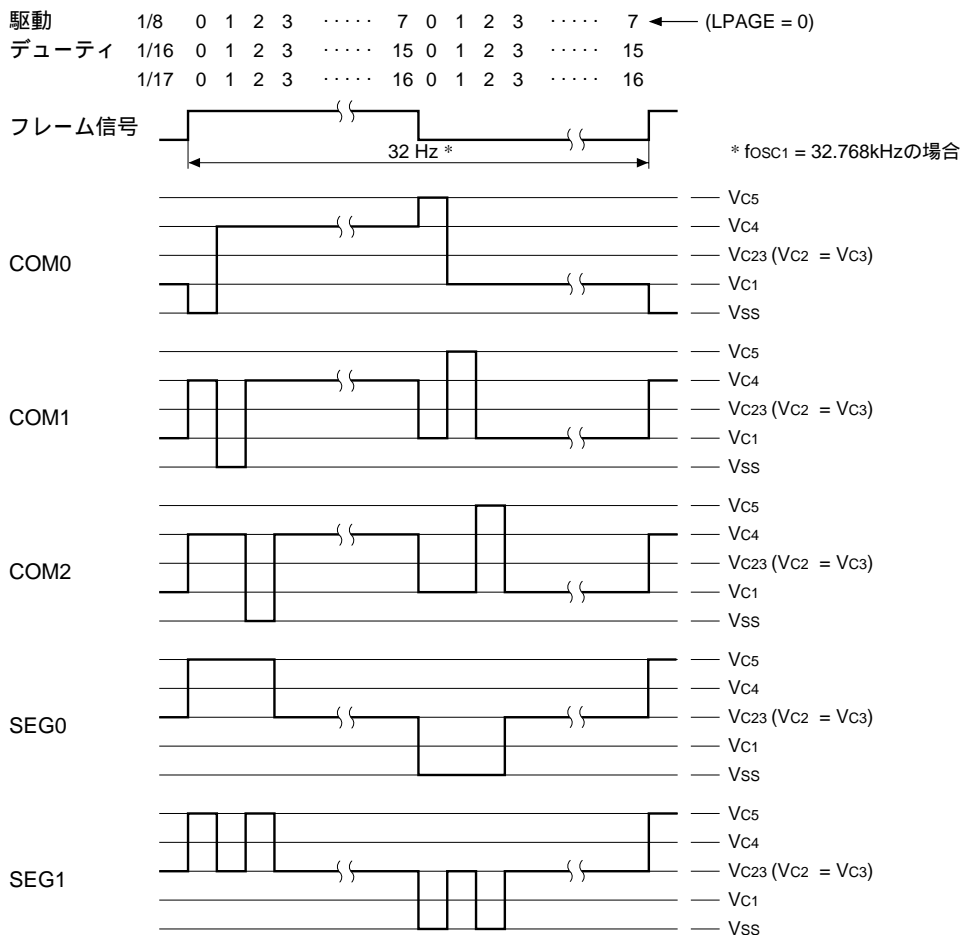 駆動 1/8 0 1 2 3 ····· 7 0 1 2 3 ····· 7 (LPAGE = 0)
デューティ 1/16 0 1 2 3 ····· 15 0 1 2 3 ····· 15
1/17 0 1 2 3 ····· 16 0 1 2 3 ····· 16
フレーム信号
32 Hz *
* fOSC1 = 32.768kHzの場合
COM0
VC5
VC4
VC23 (VC2 = VC3)
VC1
VSS
COM1
VC5
VC4
VC23 (VC2 = VC3)
VC1
VSS
COM2
VC5
VC4
VC23 (VC2 = VC3)
VC1
VSS
SEG0
VC5
VC4
VC23 (VC2 = VC3)
VC1
VSS
SEG1
VC5
VC4
VC23 (VC2 = VC3)
VC1
VSS